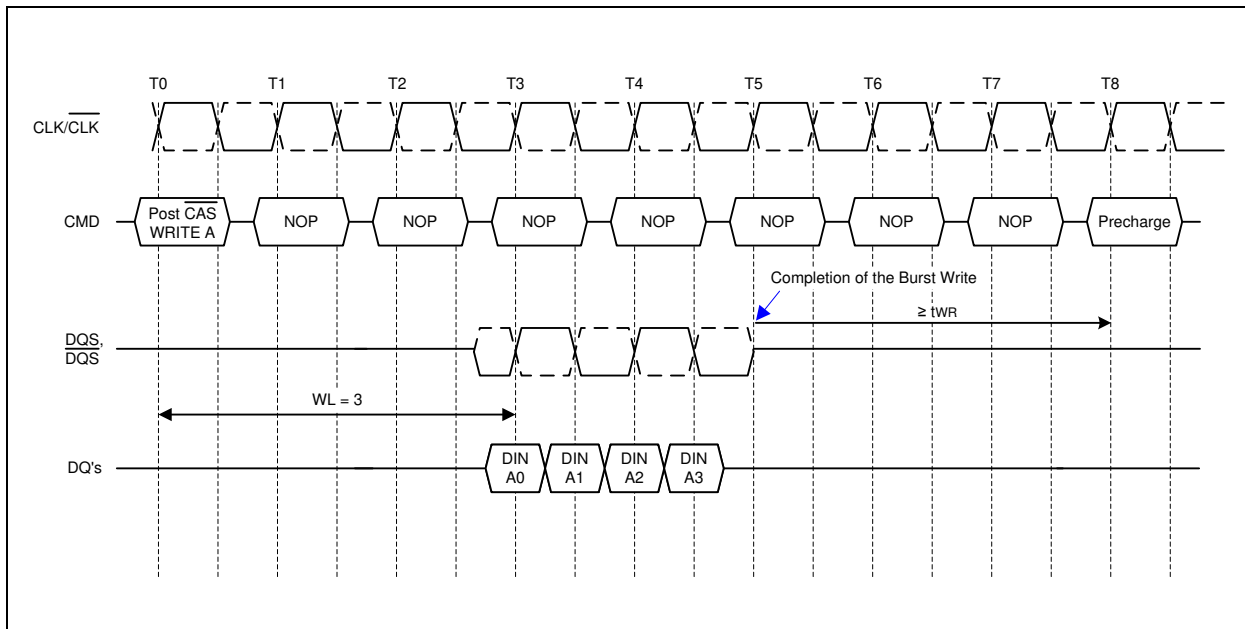 T0 T1 T2 T3 T4 T5 T6 T7 T8
CLK/CLK
CMD
Post CAS
WRITE A
NOP NOP NOP NOP NOP NOP NOP Precharge
Completion of the Burst Write
≥ tWR
DQS,
DQS
WL = 3
DQ's
DIN DIN DIN DIN
A0 A1 A2 A3